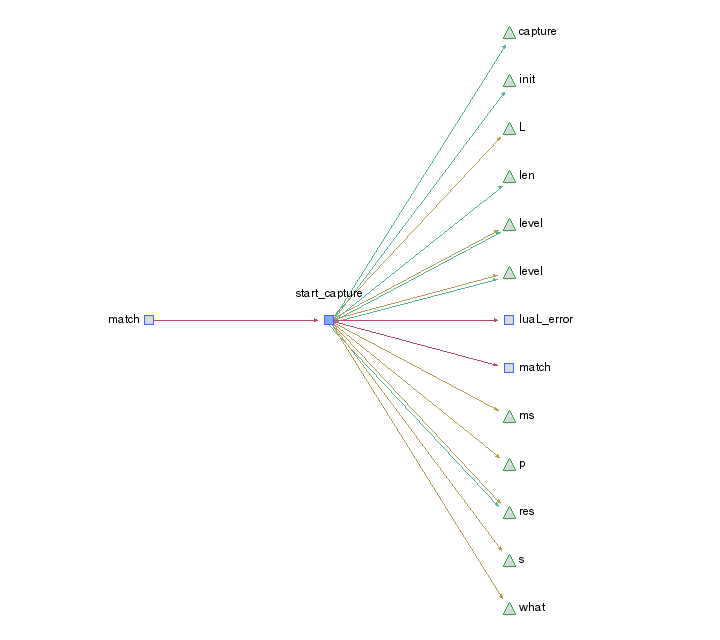 capture
init
L
len
level
level
start_capture
match
luaL_error
match
ms
p
res
s
what